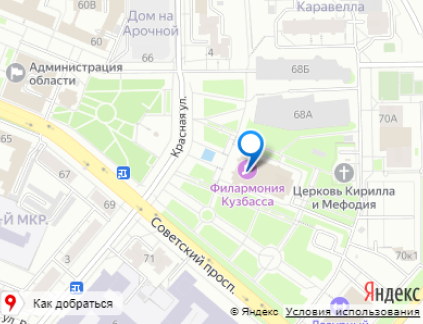 Каравелла
60В
Дом на
Арочной
60
66
Администрация
области
68Б
68А
70А
Красная ул.
65
Филармония
Кузбасса
Церковь Кирилла
и Мефодия
67
69
МКР.
Советский просп.
71
3
70к1
Как добраться
Яндекс
© Яндекс Условия использования